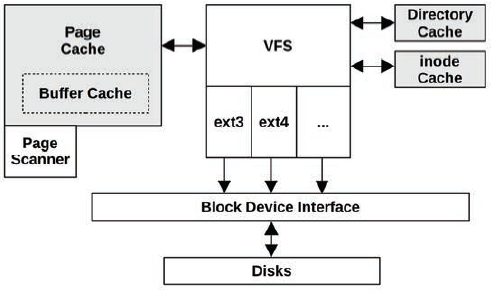 Page
Cache
Buffer Cache
Page
Scanner
VFS
ext3
ext4
...
Directory
Cache
inode
Cache
Block Device Interface
Disks